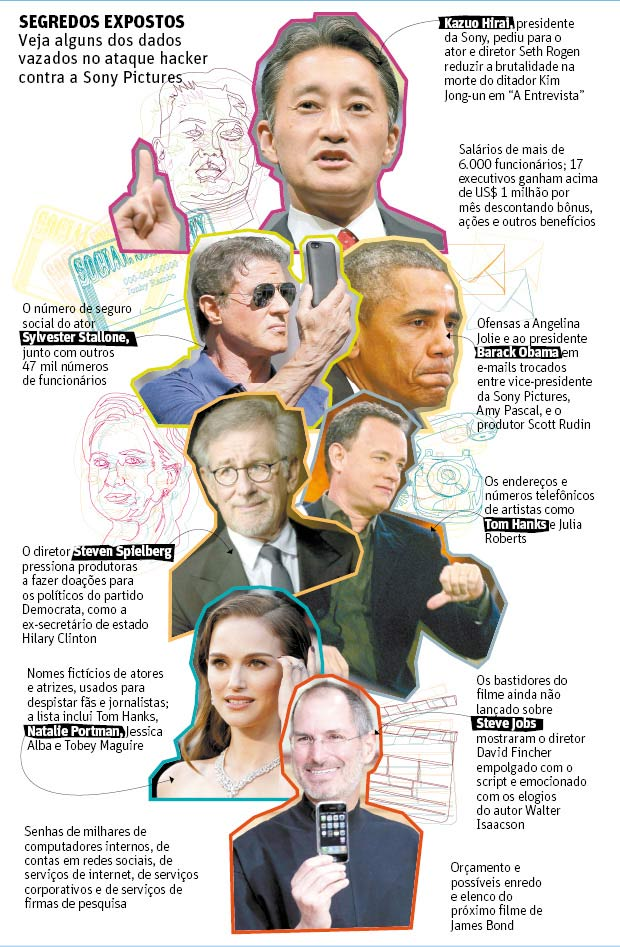 SEGREDOS EXPOSTOS
Veja alguns dos dados
vazados no ataque hacker
contra a Sony Pictures
Kazuo Hirai, presidente
da Sony, pediu para o
ator e diretor Seth Rogen
reduzir a brutalidade na
morte do ditador Kim
Jong-un em “A Entrevista”
Salários de mais de
6.000 funcionários; 17
executivos ganham acima
de US$ 1 milhão por
mês descontando bônus,
ações e outros benefícios
SOCIAL
SOCIAL
000-00-0000
O número de seguro
social do ator
Sylvester Stallone,
junto com outros
47 mil números
de funcionários
Ofensas a Angelina
Jolie e ao presidente
Barack Obama em
e-mails trocados
entre vice-presidente
da Sony Pictures,
Amy Pascal, e o
produtor Scott Rudin
Os endereços e
números telefônicos
de artistas como
Tom Hanks e Julia
Roberts
O diretor Steven Spielberg
pressiona produtoras
a fazer doações para
os políticos do partido
Democrata, como a
ex-secretário de estado
Hilary Clinton
Nomes fictícios de atores
e atrizes, usados para
despistar fãs e jornalistas;
a lista inclui Tom Hanks,
Natalie Portman, Jessica
Alba e Tobey Maguire
Os bastidores do
filme ainda não
lançado sobre
Steve Jobs
mostraram o diretor
David Fincher
empolgado com o
script e emocionado
com os elogios
do autor Walter
Isaacson
Senhas de milhares de
computadores internos, de
contas em redes sociais, de
serviços de internet, de serviços
corporativos e de serviços de
firmas de pesquisa
Orçamento e
possíveis enredo
e elenco do
próximo filme de
James Bond